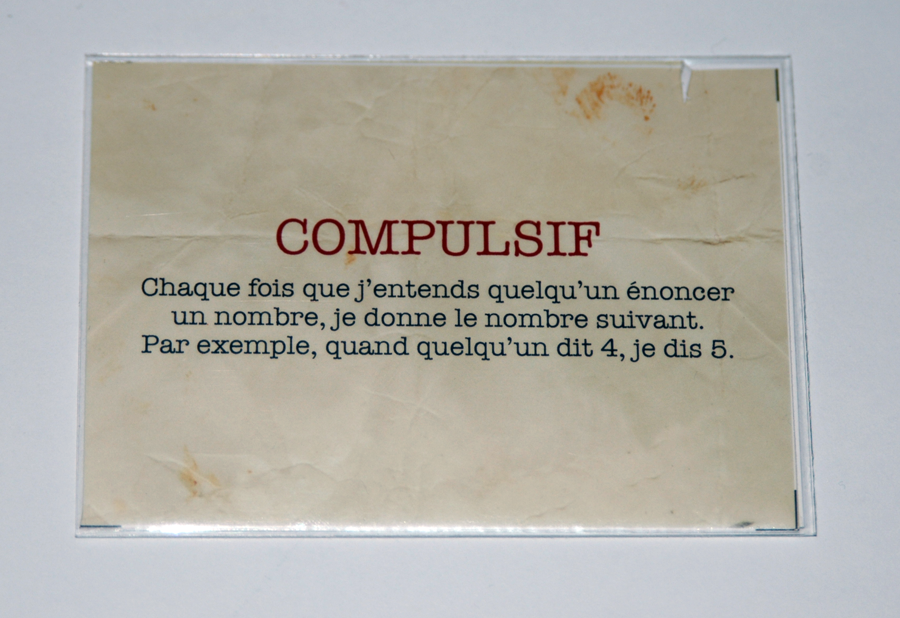 COMPULSIF
Chaque fois que j’entends quelqu’un énoncer
un nombre, je donne le nombre suivant.
Par exemple, quand quelqu’un dit 4, je dis 5.